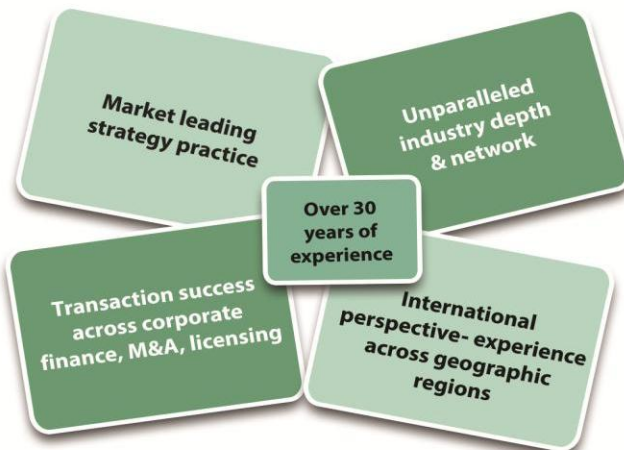 Market leading
strategy practice
Unparalleled
industry depth
& network
Over 30
years of
experience
Transaction success
across corporate
finance, M&A, licensing
International
perspective- experience
across geographic
regions